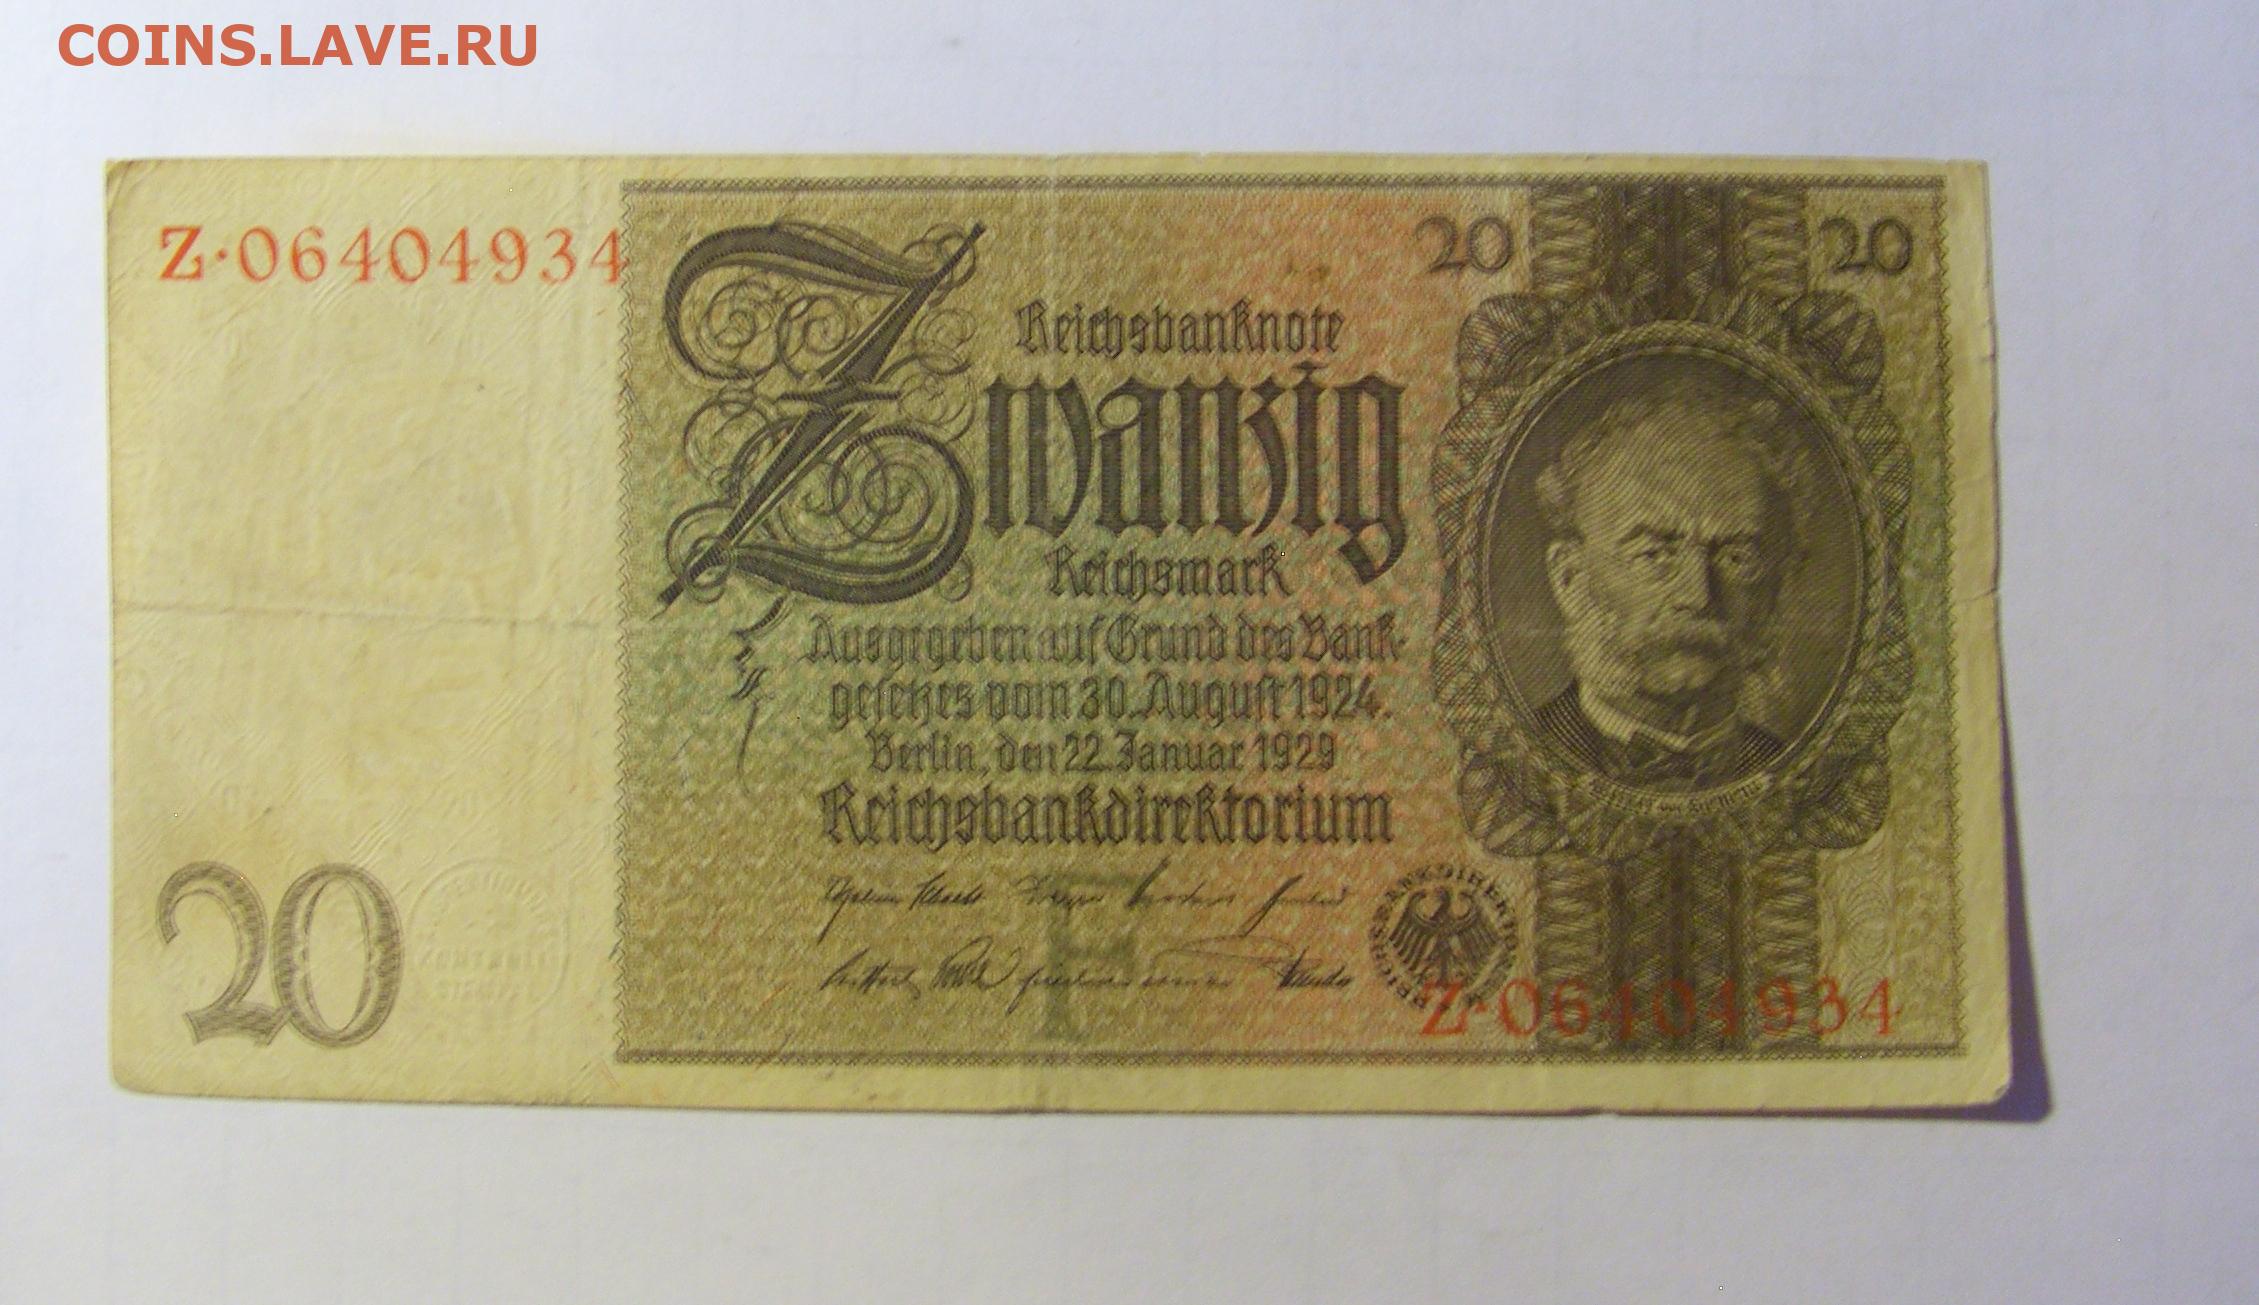 COINS.LAVE.RU
Z·06404934
20 20
Reichsbanknote
Zwanzig
Reichsmark
Ausgegeben auf Grund des Bank-
gesetzes vom 30. August 1924.
Berlin, den 22. Januar 1929
Reichsbankdirektorium
20
REICHSBANKDIREKTORIUM
Z·06404934